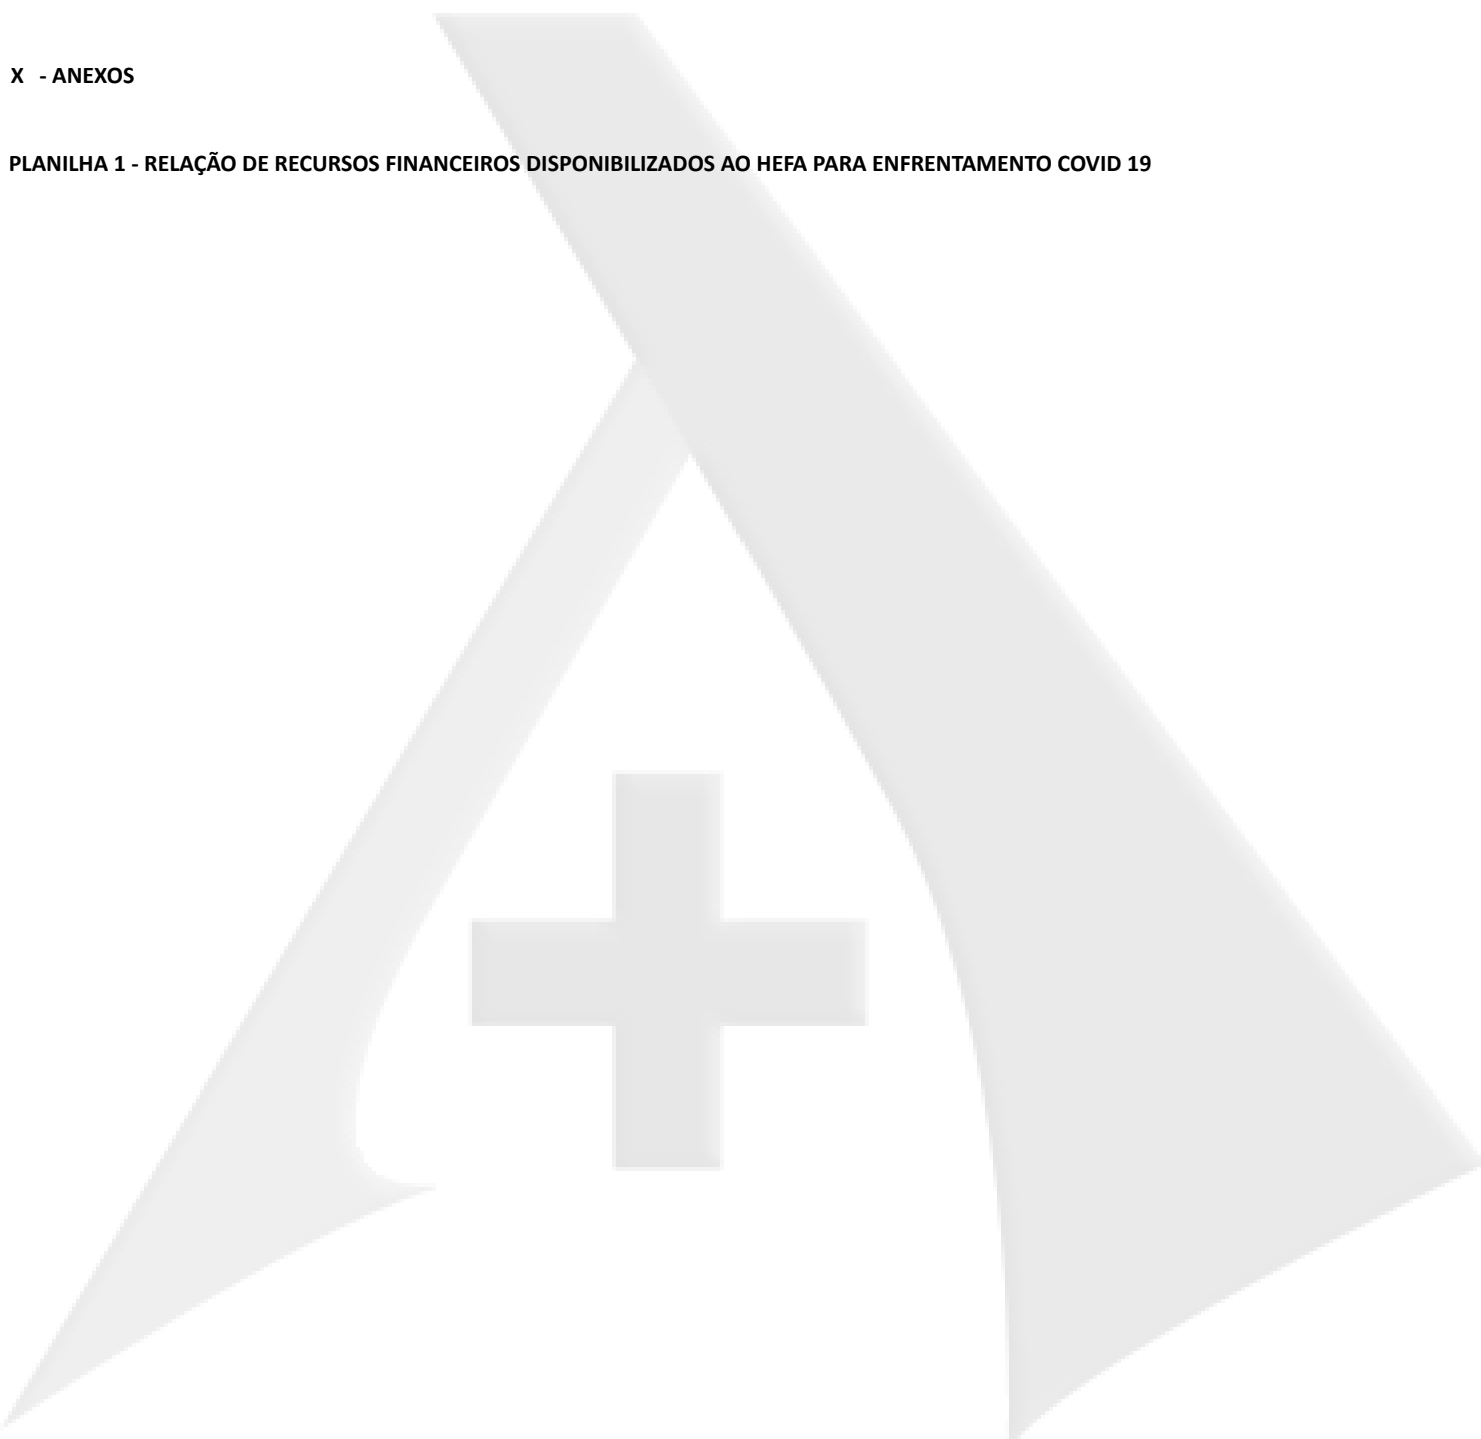 X - ANEXOS
PLANILHA 1 - RELAÇÃO DE RECURSOS FINANCEIROS DISPONIBILIZADOS AO HEFA PARA ENFRENTAMENTO COVID 19